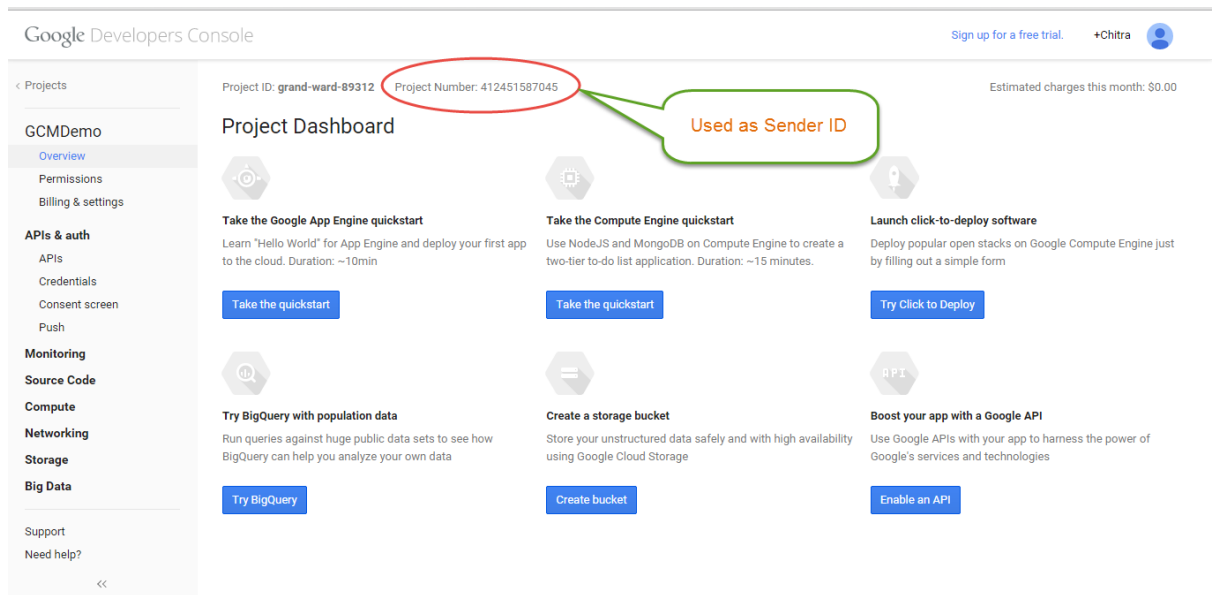 Google Developers Console
Sign up for a free trial.
+Chitra
< Projects
Project ID: grand-ward-89312
Project Number: 412451587045
Estimated charges this month: $0.00
Used as Sender ID
GCMDemo
Overview
Permissions
Billing & settings
APIs & auth
APIs
Credentials
Consent screen
Push
Monitoring
Source Code
Compute
Networking
Storage
Big Data
Support
Need help?
<<
Project Dashboard
Take the Google App Engine quickstart
Learn "Hello World" for App Engine and deploy your first app
to the cloud. Duration: ~10min
Take the quickstart
Take the Compute Engine quickstart
Use NodeJS and MongoDB on Compute Engine to create a
two-tier to-do list application. Duration: ~15 minutes.
Take the quickstart
Launch click-to-deploy software
Deploy popular open stacks on Google Compute Engine just
by filling out a simple form
Try Click to Deploy
Try BigQuery with population data
Run queries against huge public data sets to see how
BigQuery can help you analyze your own data
Try BigQuery
Create a storage bucket
Store your unstructured data safely and with high availability
using Google Cloud Storage
Create bucket
API
Boost your app with a Google API
Use Google APIs with your app to harness the power of
Google's services and technologies
Enable an API